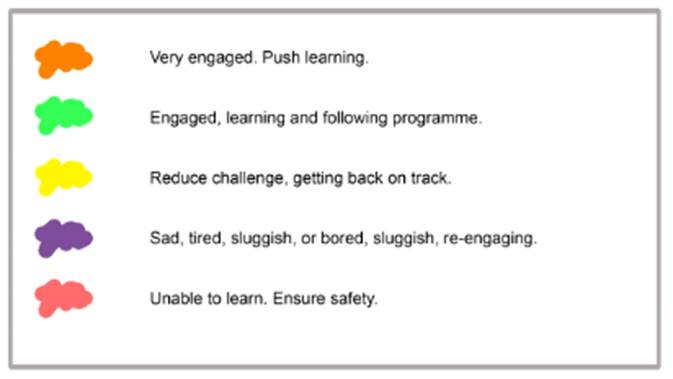 Very engaged. Push learning.
Engaged, learning and following programme.
Reduce challenge, getting back on track.
Sad, tired, sluggish, or bored, sluggish, re-engaging.
Unable to learn. Ensure safety.